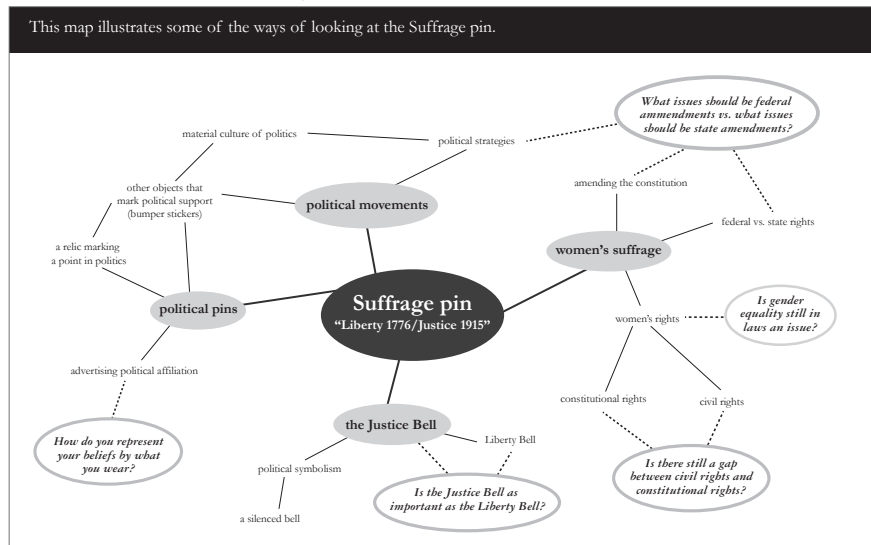 This map illustrates some of the ways of looking at the Suffrage pin.
What issues should be federal
ammendments vs. what issues
should be state amendments?
material culture of politics
political strategies
amending the constitution
other objects that
mark political support
(bumper stickers)
political movements
federal vs. state rights
a relic marking
a point in politics
women's suffrage
political pins
Suffrage pin
"Liberty 1776/Justice 1915"
women's rights
Is gender
equality still in
laws an issue?
advertising political affiliation
constitutional rights
civil rights
the Justice Bell
Liberty Bell
How do you represent
your beliefs by what
you wear?
political symbolism
Is there still a gap
between civil rights and
constitutional rights?
Is the Justice Bell as
important as the Liberty Bell?
a silenced bell